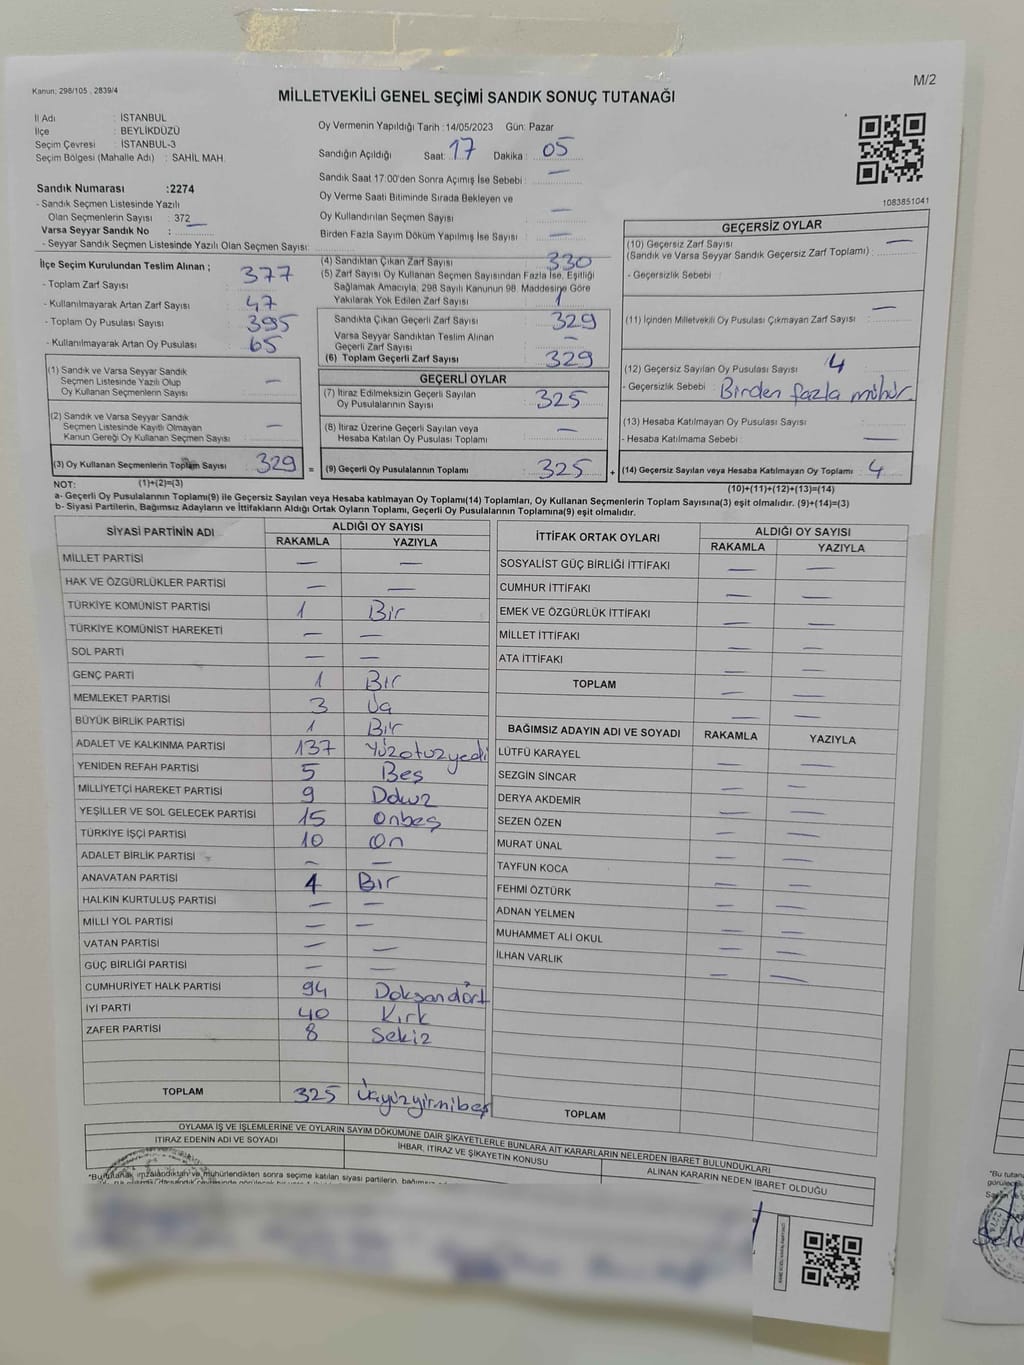 M/2
Kanun: 298/105 , 2839/4
MİLLETVEKİLİ GENEL SEÇİMİ SANDIK SONUÇ TUTANAĞI
İl Adı : İSTANBUL
İlçe : BEYLİKDÜZÜ
Seçim Çevresi : İSTANBUL-3
Seçim Bölgesi (Mahalle Adı) : SAHİL MAH.
Sandık Numarası :2274
- Sandık Seçmen Listesinde Yazılı
Olan Seçmenlerin Sayısı : 372
Varsa Seyyar Sandık No : —
- Seyyar Sandık Seçmen Listesinde Yazılı Olan Seçmen Sayısı:
Oy Vermenin Yapıldığı Tarih :14/05/2023 Gün: Pazar
Sandığın Açıldığı Saat: 17 Dakika : 05
Sandık Saat 17:00'den Sonra Açımış İse Sebebi : —
Oy Verme Saati Bitiminde Sırada Bekleyen ve
Oy Kullandırılan Seçmen Sayısı : —
Birden Fazla Sayım Döküm Yapılmış İse Sayısı : —
1083851041
İlçe Seçim Kurulundan Teslim Alınan ;
- Toplam Zarf Sayısı : 377
- Kullanılmayarak Artan Zarf Sayısı : 47
- Toplam Oy Pusulası Sayısı : 395
- Kullanılmayarak Artan Oy Pusulası : 65
(1) Sandık ve Varsa Seyyar Sandık
Seçmen Listesinde Yazılı Olup
Oy Kullanan Seçmenlerin Sayısı : —
(2) Sandık ve Varsa Seyyar Sandık
Seçmen Listesinde Kayıtlı Olmayan
Kanun Gereği Oy Kullanan Seçmen Sayısı : —
(3) Oy Kullanan Seçmenlerin Toplam Sayısı : 329 =
(4) Sandıktan Çıkan Zarf Sayısı : 330
(5) Zarf Sayısı Oy Kullanan Seçmen Sayısından Fazla İse, Eşitliği
Sağlamak Amacıyla, 298 Sayılı Kanunun 98. Maddesine Göre
Yakılarak Yok Edilen Zarf Sayısı : 1
Sandıkta Çıkan Geçerli Zarf Sayısı : 329
Varsa Seyyar Sandıktan Teslim Alınan
Geçerli Zarf Sayısı : —
(6) Toplam Geçerli Zarf Sayısı : 329
GEÇERLİ OYLAR
(7) İtiraz Edilmeksizin Geçerli Sayılan
Oy Pusulalarının Sayısı : 325
(8) İtiraz Üzerine Geçerli Sayılan veya
Hesaba Katılan Oy Pusulası Toplamı : —
(9) Geçerli Oy Pusulalarının Toplamı : 325 +
GEÇERSİZ OYLAR
(10) Geçersiz Zarf Sayısı —
(Sandık ve Varsa Seyyar Sandık Geçersiz Zarf Toplamı) :
- Geçersizlik Sebebi :
(11) İçinden Milletvekili Oy Pusulası Çıkmayan Zarf Sayısı : —
(12) Geçersiz Sayılan Oy Pusulası Sayısı : 4
- Geçersizlik Sebebi : Birden fazla mühür.
(13) Hesaba Katılmayan Oy Pusulası Sayısı :
- Hesaba Katılmama Sebebi : —
(14) Geçersiz Sayılan veya Hesaba Katılmayan Oy Toplamı : 4
NOT: (1)+(2)=(3)
(10)+(11)+(12)+(13)=(14)
a- Geçerli Oy Pusulalarının Toplamı(9) ile Geçersiz Sayılan veya Hesaba katılmayan Oy Toplamı(14) Toplamları, Oy Kullanan Seçmenlerin Toplam Sayısına(3) eşit olmalıdır. (9)+(14)=(3)
b- Siyasi Partilerin, Bağımsız Adayların ve İttifakların Aldığı Ortak Oyların Toplamı, Geçerli Oy Pusulalarının Toplamına(9) eşit olmalıdır.
SİYASİ PARTİNİN ADI ALDIĞI OY SAYISI
RAKAMLA YAZIYLA
MİLLET PARTİSİ — —
HAK VE ÖZGÜRLÜKLER PARTİSİ — —
TÜRKİYE KOMÜNİST PARTİSİ 1 Bir
TÜRKİYE KOMÜNİST HAREKETİ — —
SOL PARTİ — —
GENÇ PARTİ 1 Bir
MEMLEKET PARTİSİ 3 Üç
BÜYÜK BİRLİK PARTİSİ 1 Bir
ADALET VE KALKINMA PARTİSİ 137 Yüzotuzyedi
YENİDEN REFAH PARTİSİ 5 Beş
MİLLİYETÇİ HAREKET PARTİSİ 9 Dokuz
YEŞİLLER VE SOL GELECEK PARTİSİ 15 Onbeş
TÜRKİYE İŞÇİ PARTİSİ 10 On
ADALET BİRLİK PARTİSİ — —
ANAVATAN PARTİSİ 1 Bir
HALKIN KURTULUŞ PARTİSİ — —
MİLLİ YOL PARTİSİ — —
VATAN PARTİSİ — —
GÜÇ BİRLİĞİ PARTİSİ — —
CUMHURİYET HALK PARTİSİ 94 Doksandört
İYİ PARTİ 40 Kırk
ZAFER PARTİSİ 8 Sekiz
TOPLAM 325 Üçyüzyirmibeş
İTTİFAK ORTAK OYLARI ALDIĞI OY SAYISI
RAKAMLA YAZIYLA
SOSYALİST GÜÇ BİRLİĞİ İTTİFAKI — —
CUMHUR İTTİFAKI — —
EMEK VE ÖZGÜRLÜK İTTİFAKI — —
MİLLET İTTİFAKI — —
ATA İTTİFAKI — —
TOPLAM — —
BAĞIMSIZ ADAYIN ADI VE SOYADI RAKAMLA YAZIYLA
LÜTFÜ KARAYEL — —
SEZGİN SİNCAR — —
DERYA AKDEMİR — —
SEZEN ÖZEN — —
MURAT ÜNAL — —
TAYFUN KOCA — —
FEHMİ ÖZTÜRK — —
ADNAN YELMEN — —
MUHAMMET ALİ OKUL — —
İLHAN VARLIK — —
TOPLAM
OYLAMA İŞ VE İŞLEMLERİNE VE OYLARIN SAYIM DÖKÜMÜNE DAİR ŞİKAYETLERLE BUNLARA AİT KARARLARIN NELERDEN İBARET BULUNDUKLARI
İTİRAZ EDENİN ADI VE SOYADI İHBAR, İTİRAZ VE ŞİKAYETİN KONUSU ALINAN KARARIN NEDEN İBARET OLDUĞU
*Bu tutanak imzalandıktan ve mühürlendikten sonra seçime katılan siyasi partilerin, bağımsız
*Bu tutana